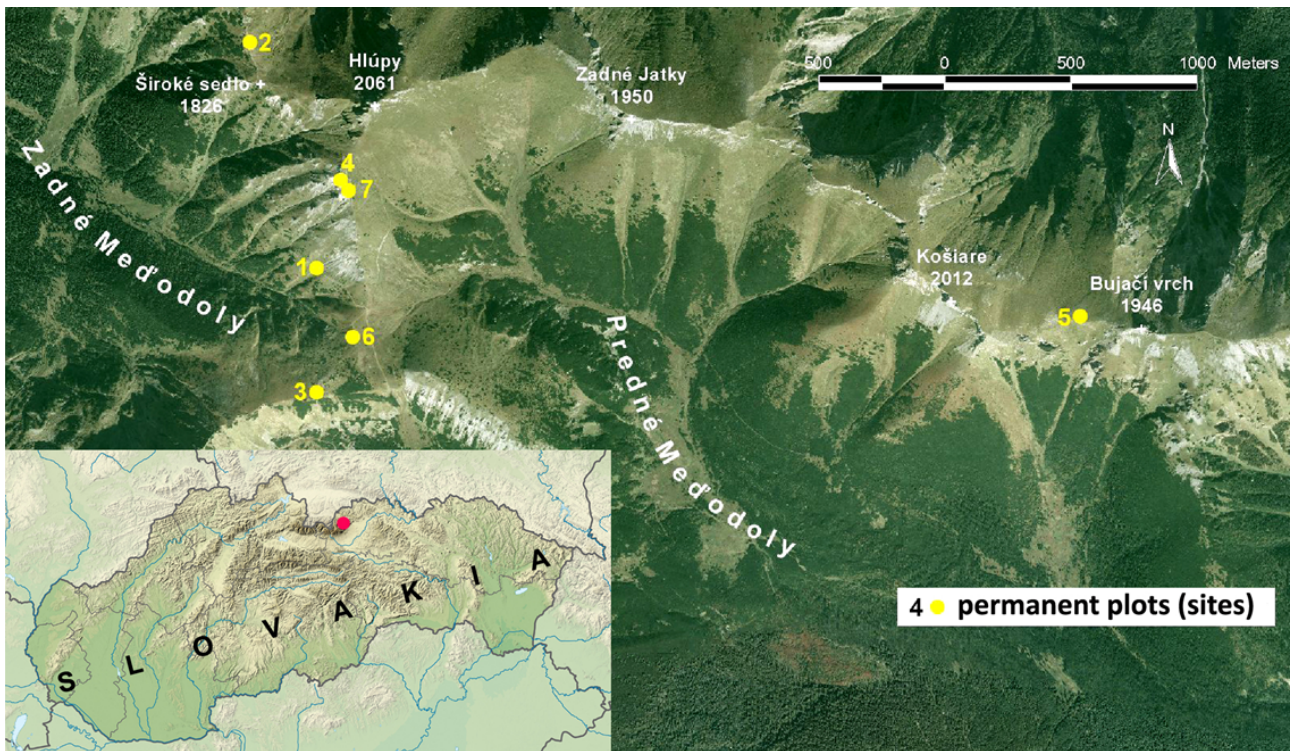 2
Široké sedlo +
1826
Hlúpy
2061
Zadné Jatky
1950
500 0 500 1000 Meters
N
Zadné Meďodoly
4
7
1
6
3
Predné Meďodoly
Košiare
2012
Bujačí vrch
1946
5
SLOVAKIA
4 permanent plots (sites)